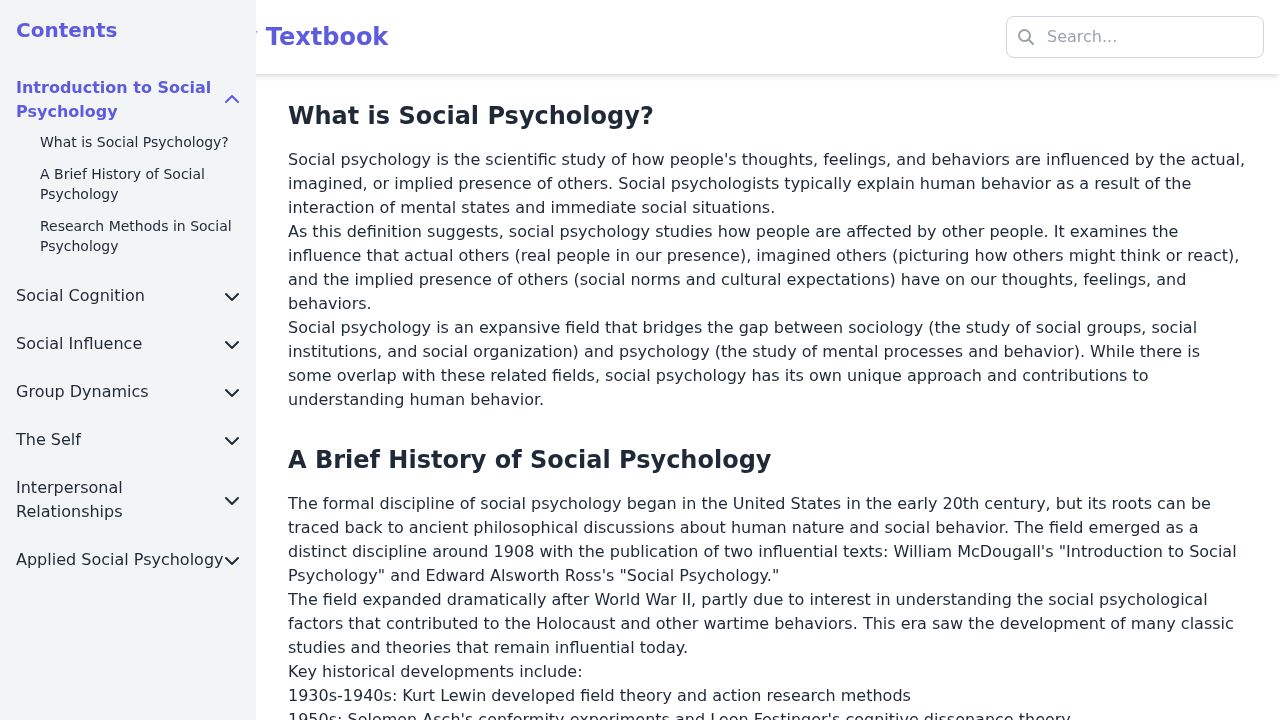 Contents
Textbook
Search...
Introduction to Social
Psychology
What is Social Psychology?
A Brief History of Social
Psychology
Research Methods in Social
Psychology
Social Cognition
Social Influence
Group Dynamics
The Self
Interpersonal
Relationships
Applied Social Psychology
What is Social Psychology?
Social psychology is the scientific study of how people's thoughts, feelings, and behaviors are influenced by the actual,
imagined, or implied presence of others. Social psychologists typically explain human behavior as a result of the
interaction of mental states and immediate social situations.
As this definition suggests, social psychology studies how people are affected by other people. It examines the
influence that actual others (real people in our presence), imagined others (picturing how others might think or react),
and the implied presence of others (social norms and cultural expectations) have on our thoughts, feelings, and
behaviors.
Social psychology is an expansive field that bridges the gap between sociology (the study of social groups, social
institutions, and social organization) and psychology (the study of mental processes and behavior). While there is
some overlap with these related fields, social psychology has its own unique approach and contributions to
understanding human behavior.
A Brief History of Social Psychology
The formal discipline of social psychology began in the United States in the early 20th century, but its roots can be
traced back to ancient philosophical discussions about human nature and social behavior. The field emerged as a
distinct discipline around 1908 with the publication of two influential texts: William McDougall's "Introduction to Social
Psychology" and Edward Alsworth Ross's "Social Psychology."
The field expanded dramatically after World War II, partly due to interest in understanding the social psychological
factors that contributed to the Holocaust and other wartime behaviors. This era saw the development of many classic
studies and theories that remain influential today.
Key historical developments include:
1930s-1940s: Kurt Lewin developed field theory and action research methods
1950s: Solomon Asch's conformity experiments and Leon Festinger's cognitive dissonance theory